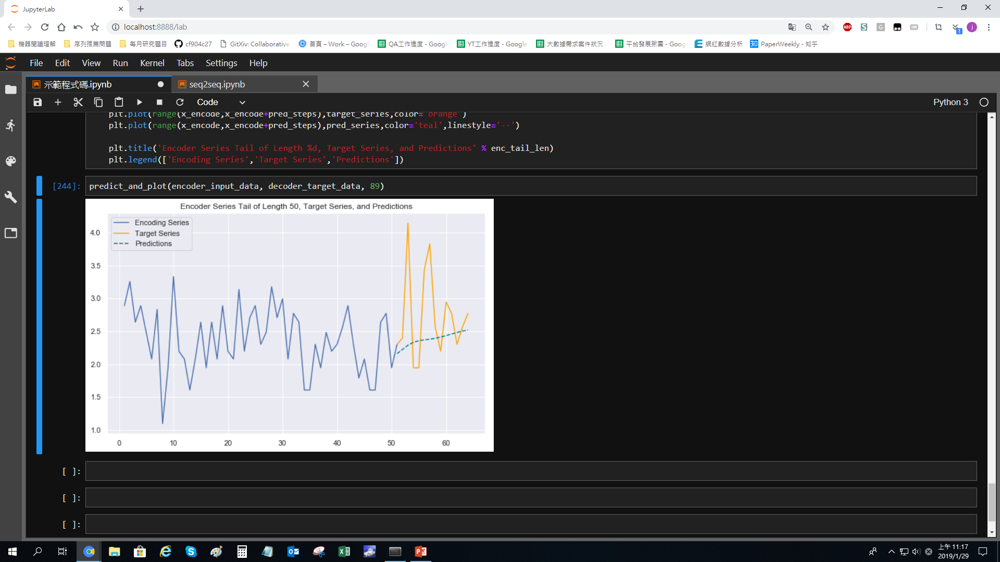 JupyterLab
localhost:8888/lab
機器閱讀理解
序列推薦問題
每月研究題目
cf904c27
GitXiv: Collaborative
首頁 – Work – Googl
QA工作進度 - Google
YT工作進度 - Google
大數據需求案件狀況
平台發展揪團 - Goog
網紅數據分析
PaperWeekly - 知乎
File Edit View Run Kernel Tabs Settings Help
示範程式碼.ipynb
seq2seq.ipynb
Code
Python 3
plt.plot(range(x_encode,x_encode+pred_steps),target_series,color='orange')
plt.plot(range(x_encode,x_encode+pred_steps),pred_series,color='teal',linestyle='--')
plt.title('Encoder Series Tail of Length %d, Target Series, and Predictions' % enc_tail_len)
plt.legend(['Encoding Series','Target Series','Predictions'])
[244]: predict_and_plot(encoder_input_data, decoder_target_data, 89)
Encoder Series Tail of Length 50, Target Series, and Predictions
Encoding Series
Target Series
Predictions
4.0
3.5
3.0
2.5
2.0
1.5
1.0
0 10 20 30 40 50 60
[ ]:
[ ]:
[ ]:
上午 11:17
2019/1/29